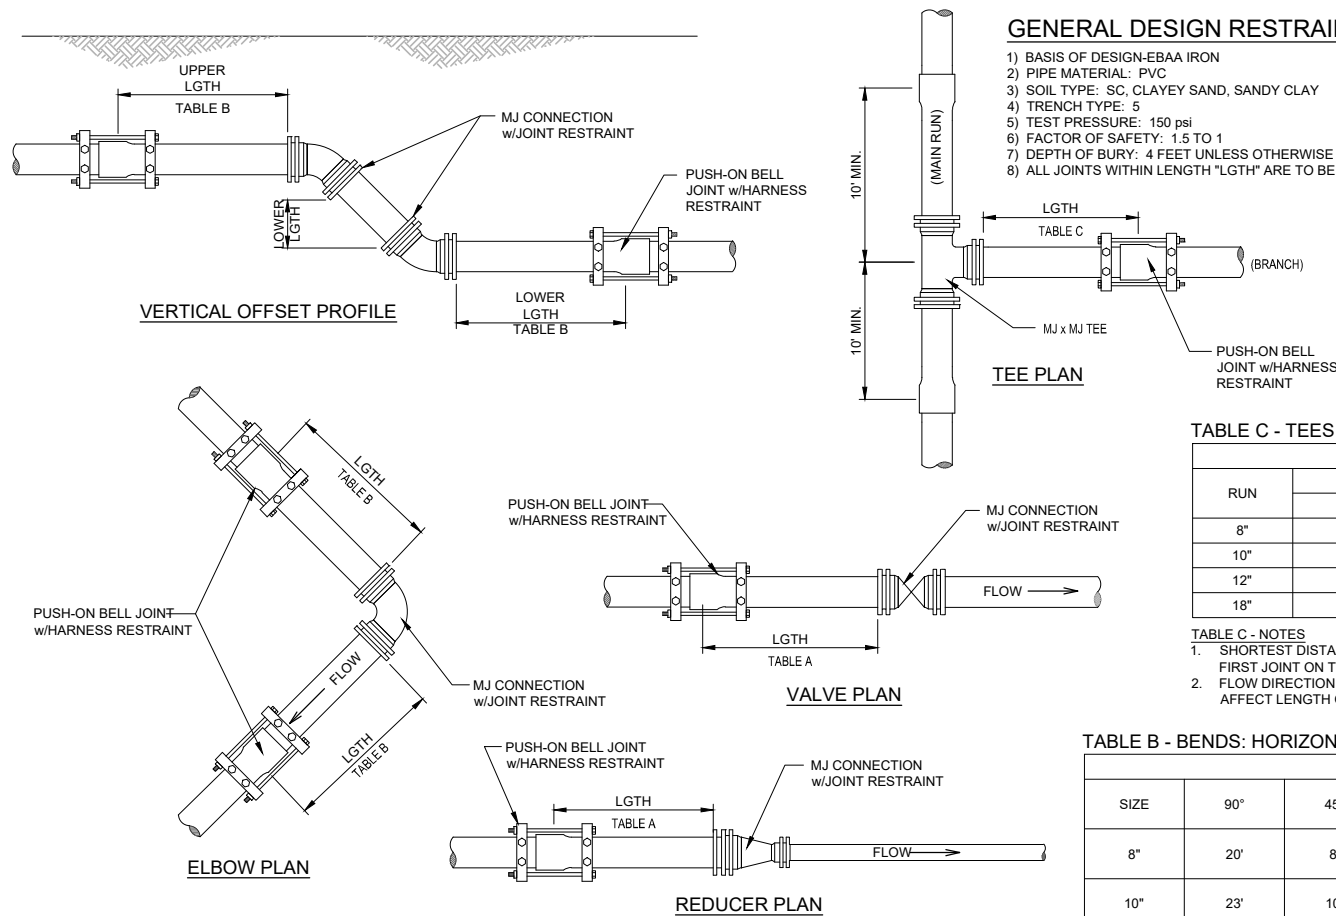 UPPER
LGTH
TABLE B
MJ CONNECTION
w/JOINT RESTRAINT
LOWER
LGTH
PUSH-ON BELL
JOINT w/HARNESS
RESTRAINT
LOWER
LGTH
TABLE B
VERTICAL OFFSET PROFILE
10' MIN.
(MAIN RUN)
10' MIN.
LGTH
TABLE C
(BRANCH)
MJ x MJ TEE
PUSH-ON BELL
JOINT w/HARNESS
RESTRAINT
TEE PLAN
GENERAL DESIGN
1) BASIS OF DESIGN-EBAA IRON
2) PIPE MATERIAL: PVC
3) SOIL TYPE: SC, CLAYEY SAND, SANDY CLAY
4) TRENCH TYPE: 5
5) TEST PRESSURE: 150 psi
6) FACTOR OF SAFETY: 1.5 TO 1
7) DEPTH OF BURY: 4 FEET UNLESS OTHERWISE
8) ALL JOINTS WITHIN LENGTH "LGTH" ARE TO BE
LGTH
TABLE B
PUSH-ON BELL JOINT
w/HARNESS RESTRAINT
FLOW
MJ CONNECTION
w/JOINT RESTRAINT
LGTH
TABLE B
ELBOW PLAN
PUSH-ON BELL JOINT
w/HARNESS RESTRAINT
MJ CONNECTION
w/JOINT RESTRAINT
FLOW
LGTH
TABLE A
VALVE PLAN
PUSH-ON BELL JOINT
w/HARNESS RESTRAINT
MJ CONNECTION
w/JOINT RESTRAINT
LGTH
TABLE A
FLOW
REDUCER PLAN
TABLE C - TEES
RUN
8"
10"
12"
18"
TABLE C - NOTES
1. SHORTEST
FIRST JOINT ON
2. FLOW DIRECTION
AFFECT LENGTH
TABLE B - BENDS:
SIZE 90°
8" 20'
10" 23'